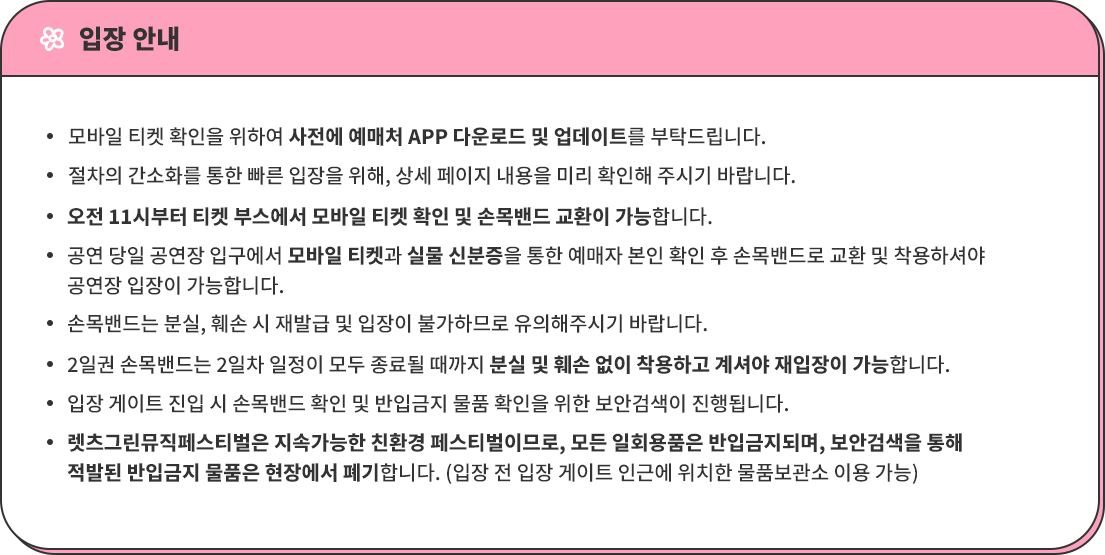 입장 안내
• 모바일 티켓 확인을 위하여 사전에 예매처 APP 다운로드 및 업데이트를 부탁드립니다.
• 절차의 간소화를 통한 빠른 입장을 위해, 상세 페이지 내용을 미리 확인해 주시기 바랍니다.
• 오전 11시부터 티켓 부스에서 모바일 티켓 확인 및 손목밴드 교환이 가능합니다.
• 공연 당일 공연장 입구에서 모바일 티켓과 실물 신분증을 통한 예매자 본인 확인 후 손목밴드로 교환 및 착용하셔야
공연장 입장이 가능합니다.
• 손목밴드는 분실, 훼손 시 재발급 및 입장이 불가하므로 유의해주시기 바랍니다.
• 2일권 손목밴드는 2일차 일정이 모두 종료될 때까지 분실 및 훼손 없이 착용하고 계셔야 재입장이 가능합니다.
• 입장 게이트 진입 시 손목밴드 확인 및 반입금지 물품 확인을 위한 보안검색이 진행됩니다.
• 렛츠그린뮤직페스티벌은 지속가능한 친환경 페스티벌이므로, 모든 일회용품은 반입금지되며, 보안검색을 통해
적발된 반입금지 물품은 현장에서 폐기합니다. (입장 전 입장 게이트 인근에 위치한 물품보관소 이용 가능)